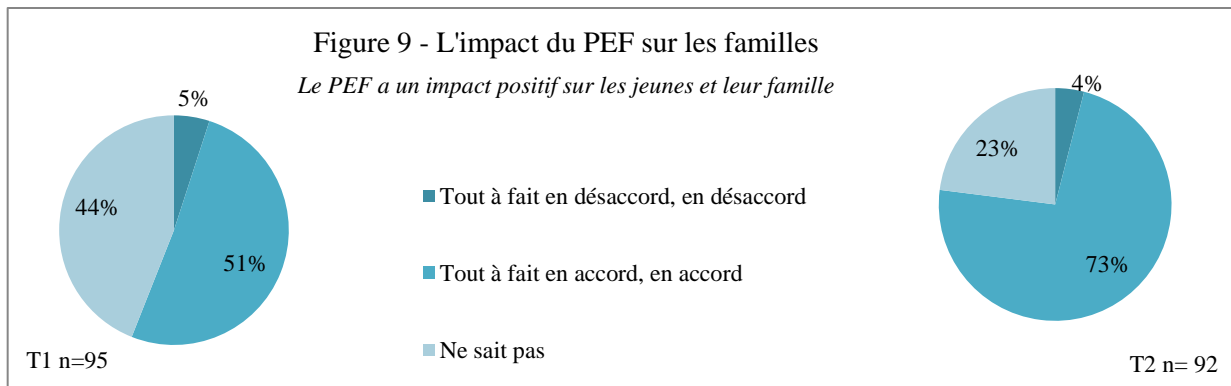 Figure 9 - L'impact du PEF sur les familles
Le PEF a un impact positif sur les jeunes et leur famille
5%
44%
51%
T1 n=95
Tout à fait en désaccord, en désaccord
Tout à fait en accord, en accord
Ne sait pas
4%
23%
73%
T2 n= 92